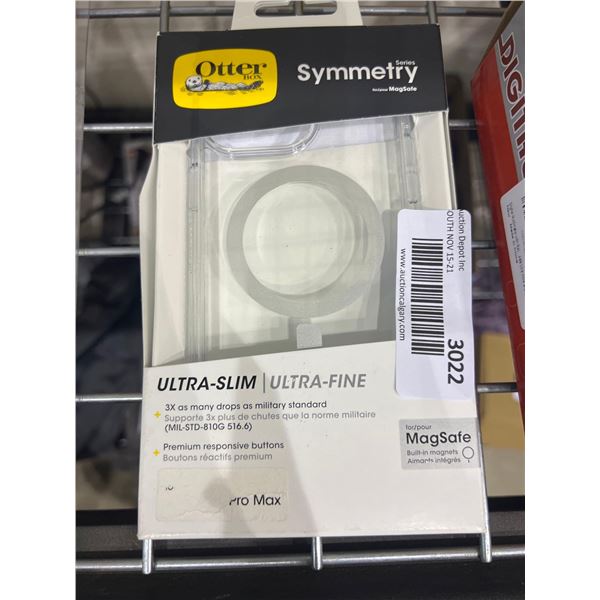 Otter
BOX
Symmetry
Series
for/pour MagSafe
Auction Depot Inc
OUTH NOV 15-21
www.auctioncalgary.com
3022
ULTRA-SLIM | ULTRA-FINE
+ 3X as many drops as military standard
Supporte 3x plus de chutes que la norme militaire
(MIL-STD-810G 516.6)
+ Premium responsive buttons
Boutons réactifs premium
Pro Max
for/pour
MagSafe
Built-in magnets
Aimants intégrés